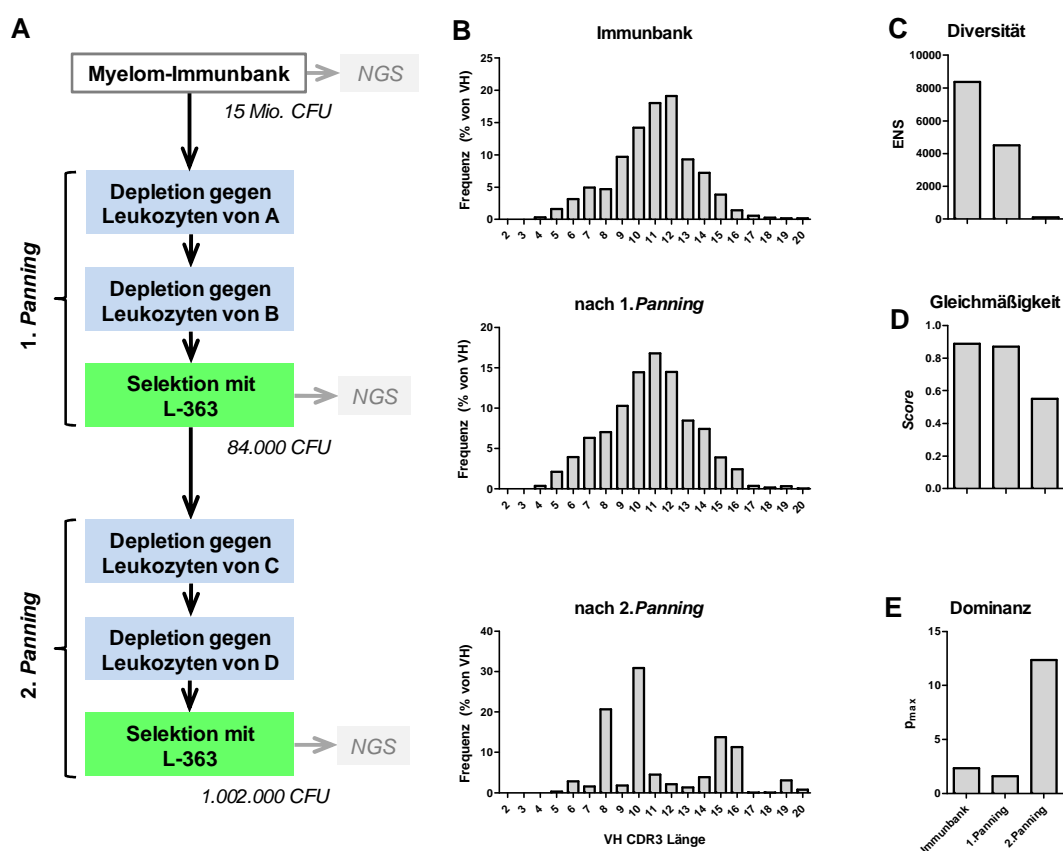 A
Myelom-Immunbank
NGS
15 Mio. CFU
1. Panning
Depletion gegen
Leukozyten von A
Depletion gegen
Leukozyten von B
Selektion mit
L-363
NGS
84.000 CFU
2. Panning
Depletion gegen
Leukozyten von C
Depletion gegen
Leukozyten von D
Selektion mit
L-363
NGS
1.002.000 CFU
B
Immunbank
Frequenz (% von VH)
25
20
15
10
5
0
2 3 4 5 6 7 8 9 10 11 12 13 14 15 16 17 18 19 20
nach 1.Panning
Frequenz (% von VH)
20
15
10
5
0
2 3 4 5 6 7 8 9 10 11 12 13 14 15 16 17 18 19 20
nach 2.Panning
Frequenz (% von VH)
40
30
20
10
0
2 3 4 5 6 7 8 9 10 11 12 13 14 15 16 17 18 19 20
VH CDR3 Länge
C
Diversität
ENS
10000
8000
6000
4000
2000
0
D
Gleichmäßigkeit
Score
1.0
0.8
0.6
0.4
0.2
0.0
E
Dominanz
pmax
15
10
5
0
Immunbank
1.Panning
2.Panning